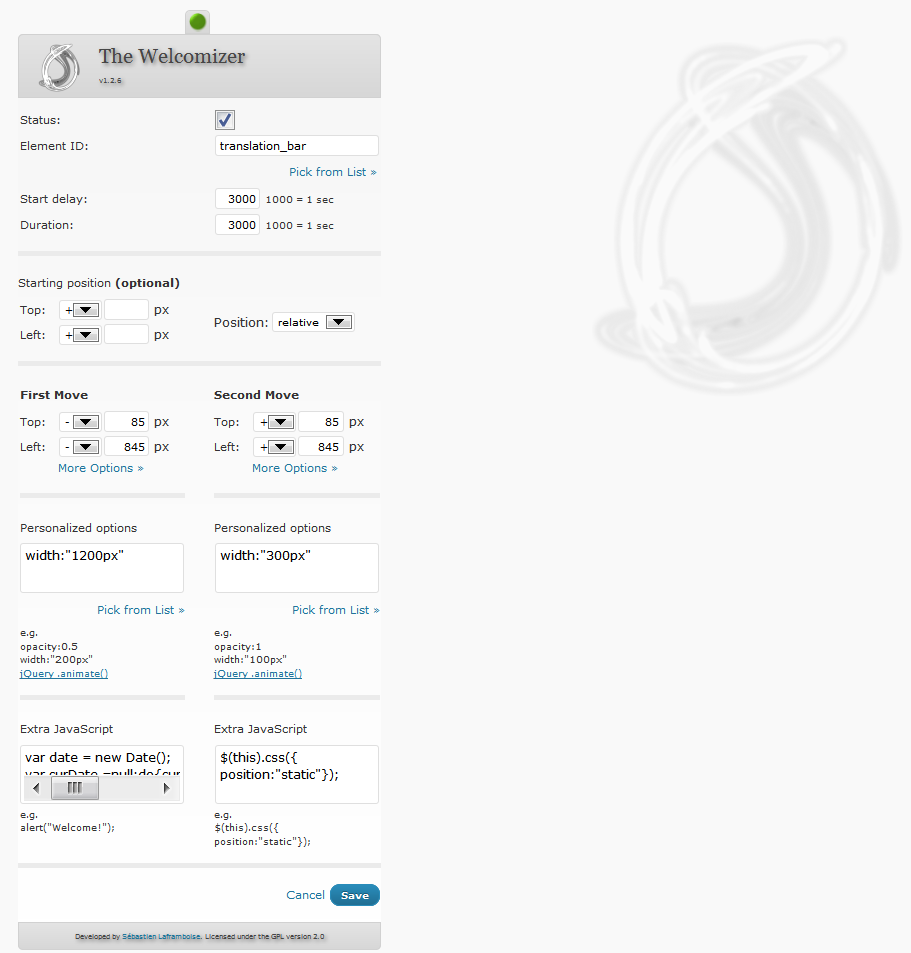 The Welcomizer
v1.2.6
Status:
Element ID: translation_bar
Pick from List »
Start delay: 3000 1000 = 1 sec
Duration: 3000 1000 = 1 sec
Starting position (optional)
Top: + px
Left: + px
Position: relative
First Move
Top: - 85 px
Left: - 845 px
More Options »
Second Move
Top: + 85 px
Left: + 845 px
More Options »
Personalized options
width:"1200px"
Pick from List »
e.g.
opacity:0.5
width:"200px"
jQuery .animate()
Personalized options
width:"300px"
Pick from List »
e.g.
opacity:1
width:"100px"
jQuery .animate()
Extra JavaScript
var date = new Date();
var curDate =null;do{cur
e.g.
alert("Welcome!");
Extra JavaScript
$(this).css({
position:"static"});
e.g.
$(this).css({
position:"static"});
Cancel Save
Developed by Sébastien Laframboise. Licensed under the GPL version 2.0